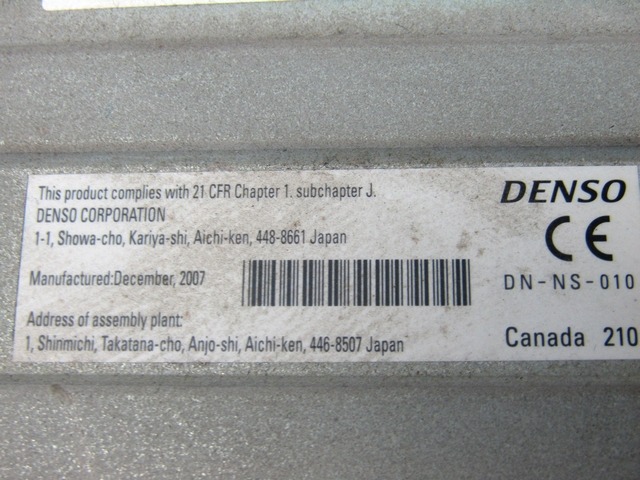 This product complies with 21 CFR Chapter 1. subchapter J.
DENSO CORPORATION
1-1, Showa-cho, Kariya-shi, Aichi-ken, 448-8661 Japan
Manufactured:December, 2007
Address of assembly plant:
1, Shinmichi, Takatana-cho, Anjo-shi, Aichi-ken, 446-8507 Japan
DENSO
CE
DN-NS-010
Canada 210